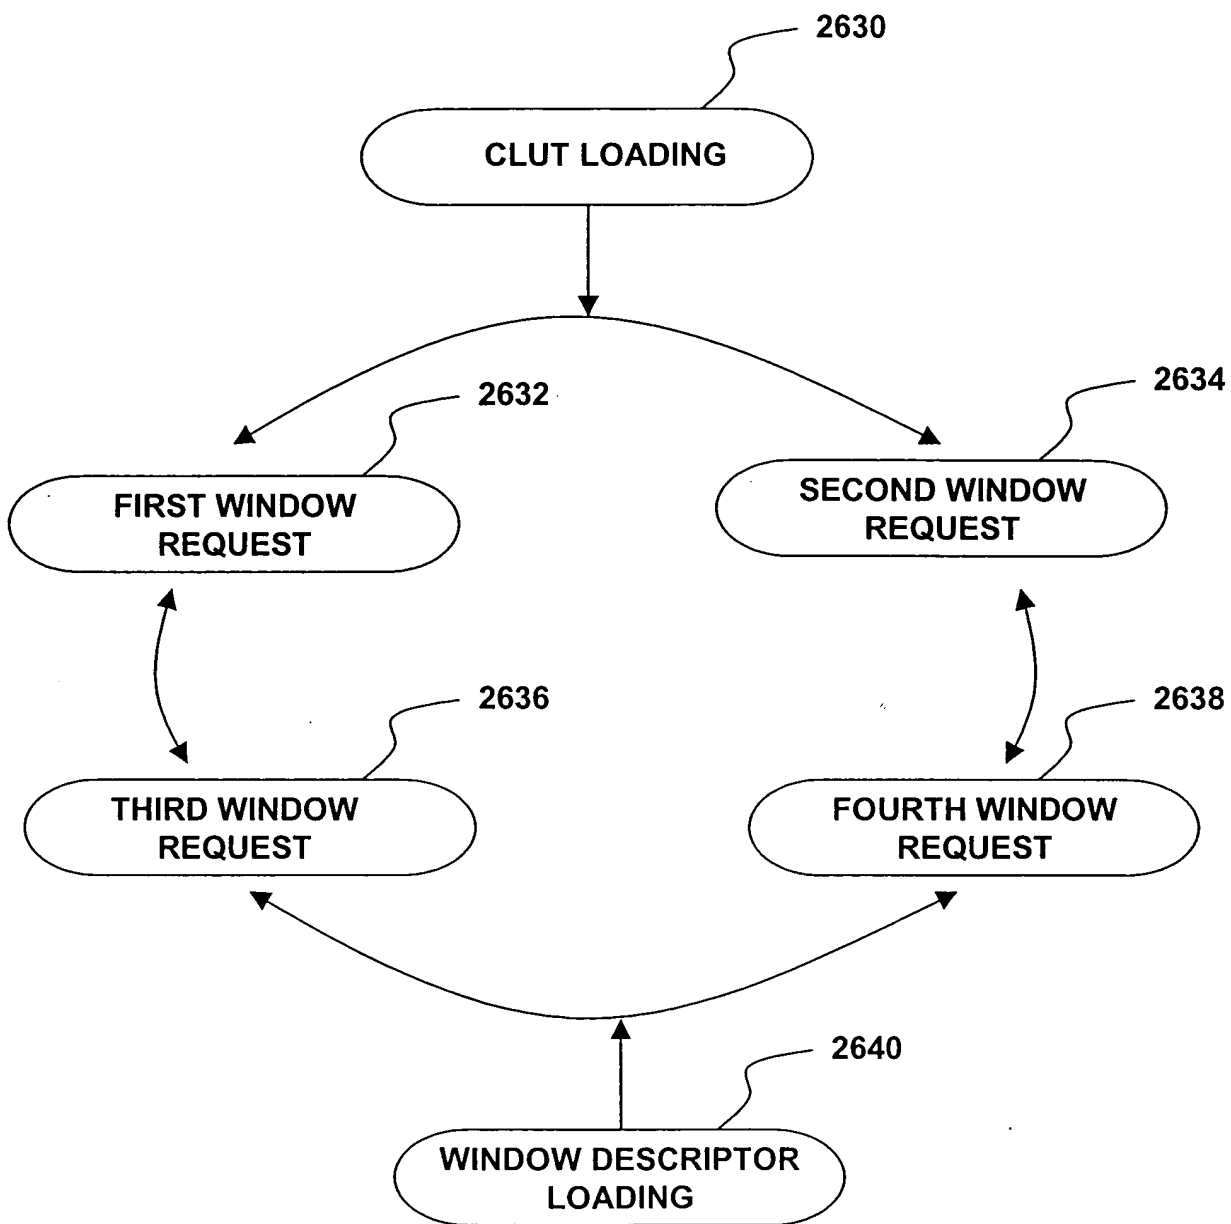 2630
CLUT LOADING
2632
2634
FIRST WINDOW
REQUEST
SECOND WINDOW
REQUEST
2636
2638
THIRD WINDOW
REQUEST
FOURTH WINDOW
REQUEST
2640
WINDOW DESCRIPTOR
LOADING